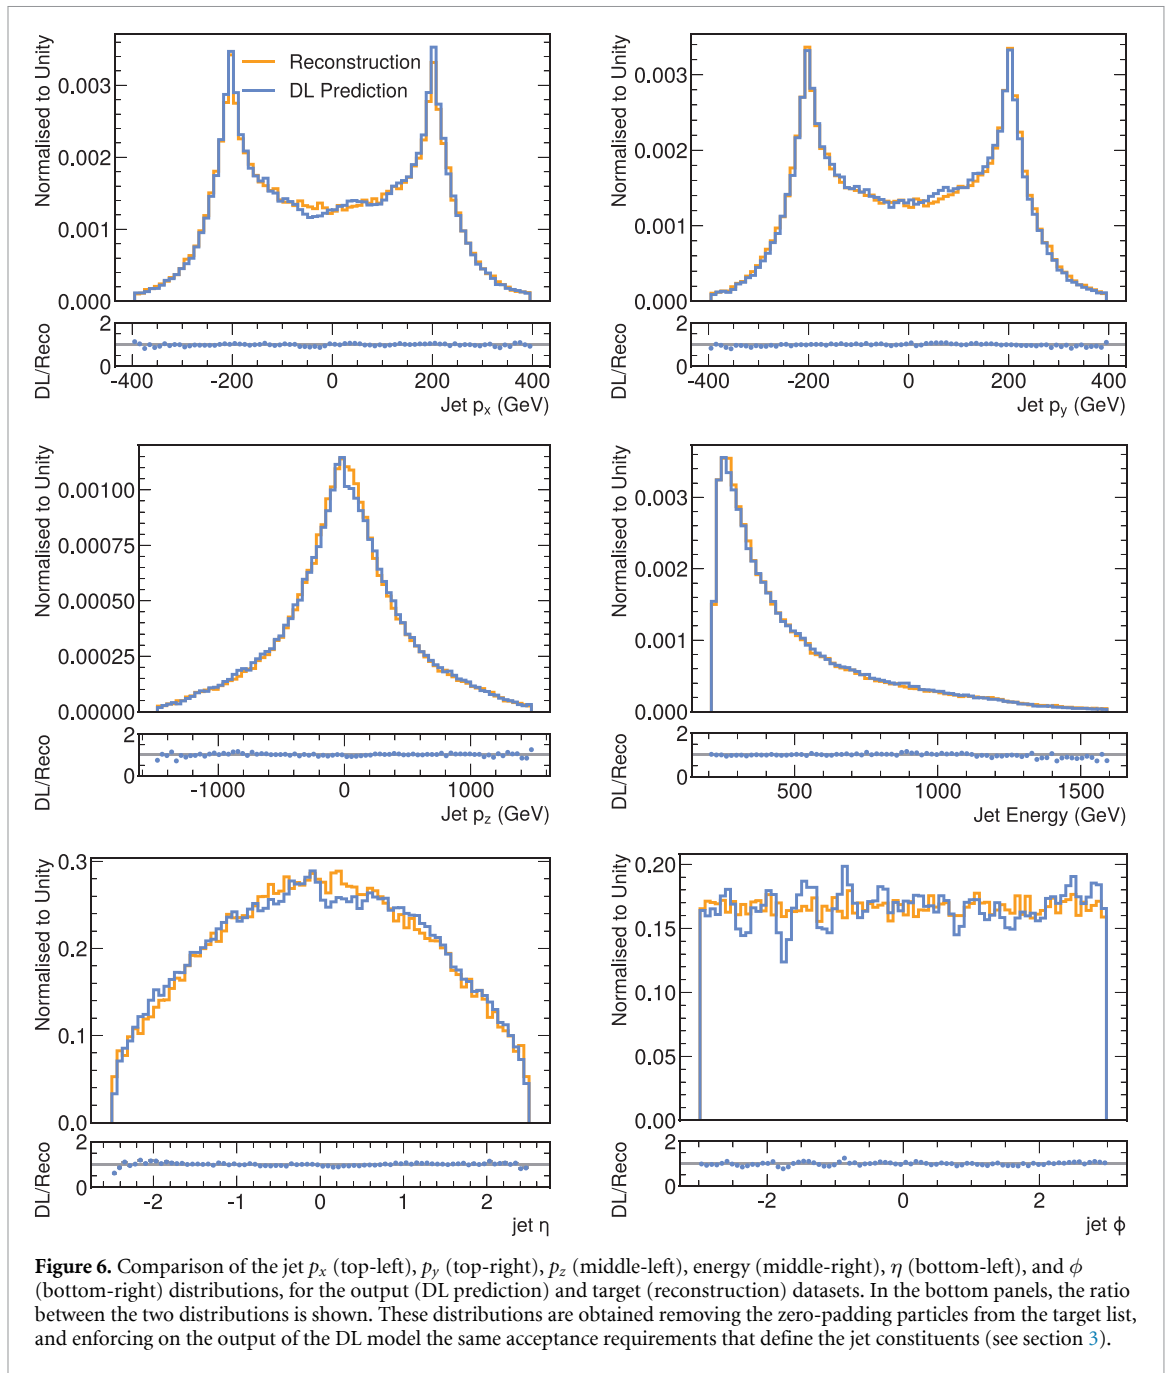 Normalised to Unity
0.003
0.002
0.001
0.000
Reconstruction
DL Prediction
DL/Reco
2
0
-400 -200 0 200 400
Jet pₓ (GeV)
Normalised to Unity
0.003
0.002
0.001
0.000
DL/Reco
2
0
-400 -200 0 200 400
Jet p_y (GeV)
Normalised to Unity
0.00100
0.00075
0.00050
0.00025
0.00000
DL/Reco
2
0
-1000 0 1000
Jet p_z (GeV)
Normalised to Unity
0.003
0.002
0.001
0.000
DL/Reco
2
0
500 1000 1500
Jet Energy (GeV)
Normalised to Unity
0.3
0.2
0.1
0.0
DL/Reco
2
0
-2 -1 0 1 2
jet η
Normalised to Unity
0.20
0.15
0.10
0.05
0.00
DL/Reco
2
0
-2 0 2
jet ϕ
Figure 6. Comparison of the jet pₓ (top-left), p_y (top-right), p_z (middle-left), energy (middle-right), η (bottom-left), and ϕ
(bottom-right) distributions, for the output (DL prediction) and target (reconstruction) datasets. In the bottom panels, the ratio
between the two distributions is shown. These distributions are obtained removing the zero-padding particles from the target list,
and enforcing on the output of the DL model the same acceptance requirements that define the jet constituents (see section 3).